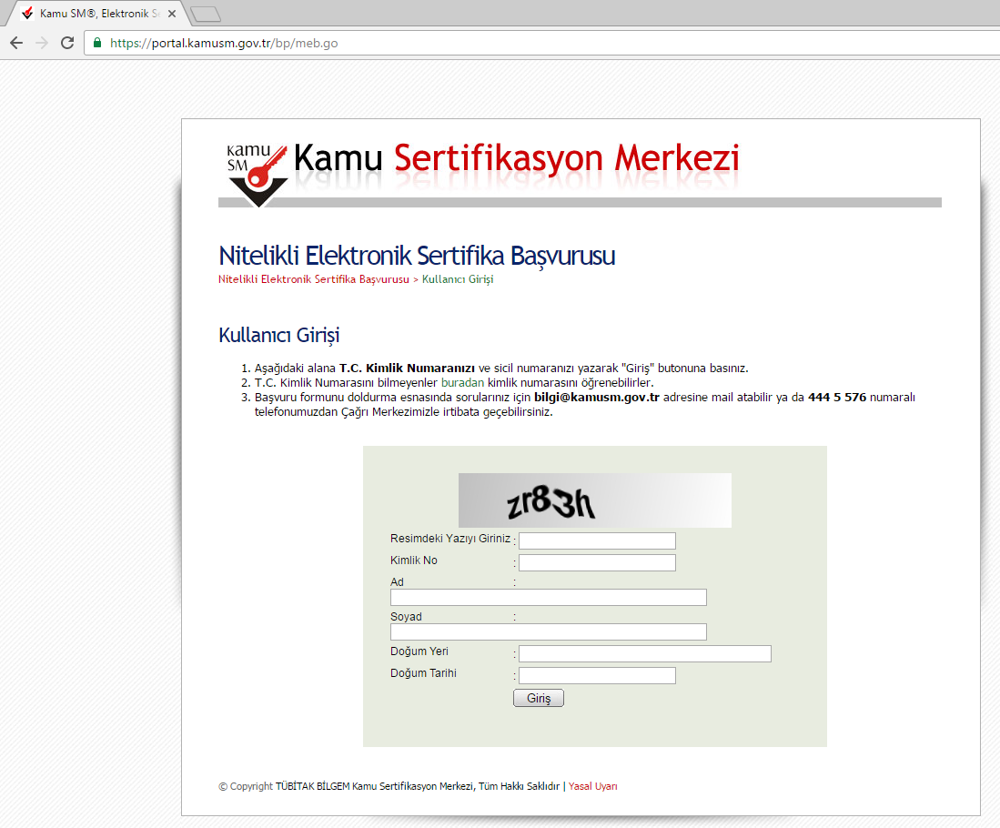 Kamu SM®, Elektronik Se
https://portal.kamusm.gov.tr/bp/meb.go
kamu
SM
Kamu Sertifikasyon Merkezi
Nitelikli Elektronik Sertifika Başvurusu
Nitelikli Elektronik Sertifika Başvurusu > Kullanıcı Girişi
Kullanıcı Girişi
1. Aşağıdaki alana T.C. Kimlik Numaranızı ve sicil numaranızı yazarak "Giriş" butonuna basınız.
2. T.C. Kimlik Numarasını bilmeyenler buradan kimlik numarasını öğrenebilirler.
3. Başvuru formunu doldurma esnasında sorularınız için bilgi@kamusm.gov.tr adresine mail atabilir ya da 444 5 576 numaralı
telefonumuzdan Çağrı Merkezimizle irtibata geçebilirsiniz.
zr83h
Resimdeki Yazıyı Giriniz :
Kimlik No :
Ad :
Soyad :
Doğum Yeri :
Doğum Tarihi :
Giriş
© Copyright TÜBİTAK BİLGEM Kamu Sertifikasyon Merkezi, Tüm Hakkı Saklıdır | Yasal Uyarı